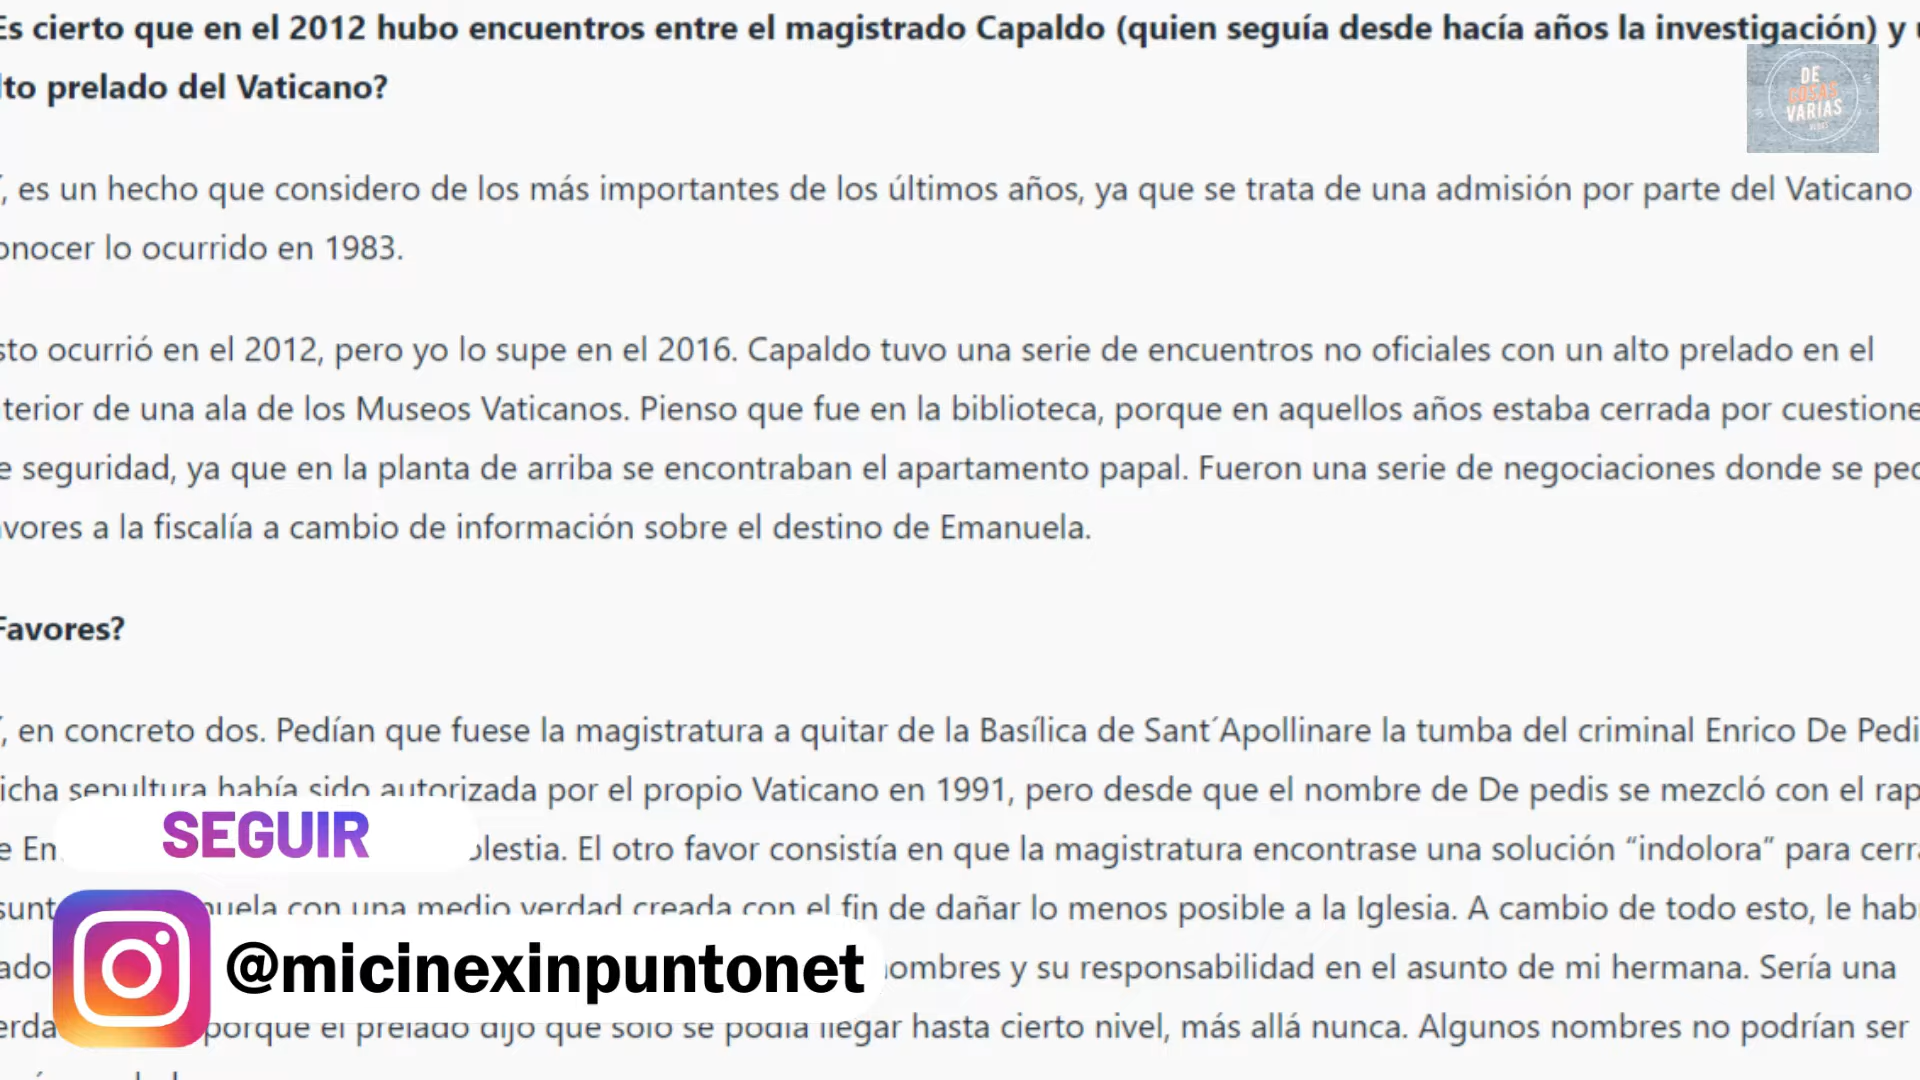 Es cierto que en el 2012 hubo encuentros entre el magistrado Capaldo (quien seguía desde hacía años la investigación) y
lto prelado del Vaticano?
, es un hecho que considero de los más importantes de los últimos años, ya que se trata de una admisión por parte del Vaticano
onocer lo ocurrido en 1983.
sto ocurrió en el 2012, pero yo lo supe en el 2016. Capaldo tuvo una serie de encuentros no oficiales con un alto prelado en el
terior de una ala de los Museos Vaticanos. Pienso que fue en la biblioteca, porque en aquellos años estaba cerrada por cuestione
e seguridad, ya que en la planta de arriba se encontraban el apartamento papal. Fueron una serie de negociaciones donde se ped
vores a la fiscalía a cambio de información sobre el destino de Emanuela.
Favores?
, en concreto dos. Pedían que fuese la magistratura a quitar de la Basílica de Sant´Apollinare la tumba del criminal Enrico De Pedi
icha sepultura había sido autorizada por el propio Vaticano en 1991, pero desde que el nombre de De pedis se mezcló con el rap
e Em olestia. El otro favor consistía en que la magistratura encontrase una solución “indolora” para cerra
sunt nuela con una medio verdad creada con el fin de dañar lo menos posible a la Iglesia. A cambio de todo esto, le hab
ado ombres y su responsabilidad en el asunto de mi hermana. Sería una
erda porque el prelado dijo que sólo se podía llegar hasta cierto nivel, más allá nunca. Algunos nombres no podrían ser
DE
COSAS
VARIAS
SEGUIR
@micinexinpuntonet